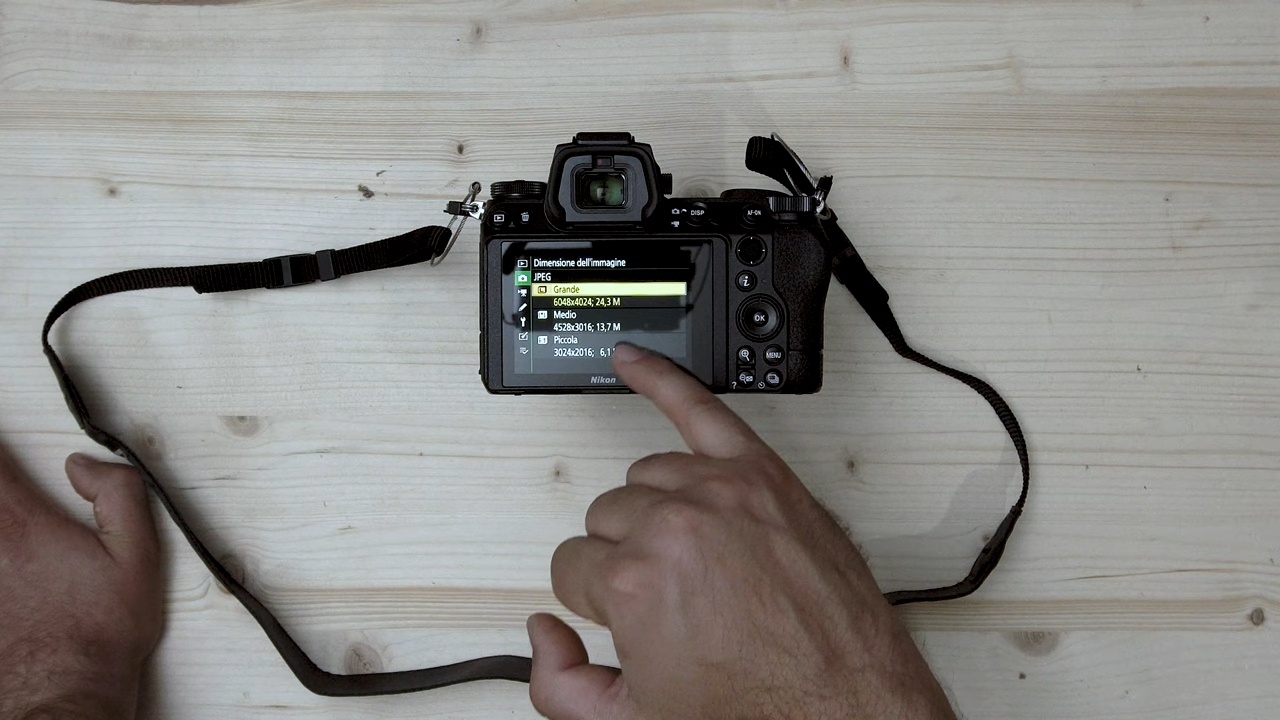 DISP
AF-ON
Dimensione dell'immagine
JPEG
Grande
6048x4024; 24,3 M
Medio
4528x3016; 13,7 M
Piccola
3024x2016; 6,1
i
OK
MENU
?
Nikon